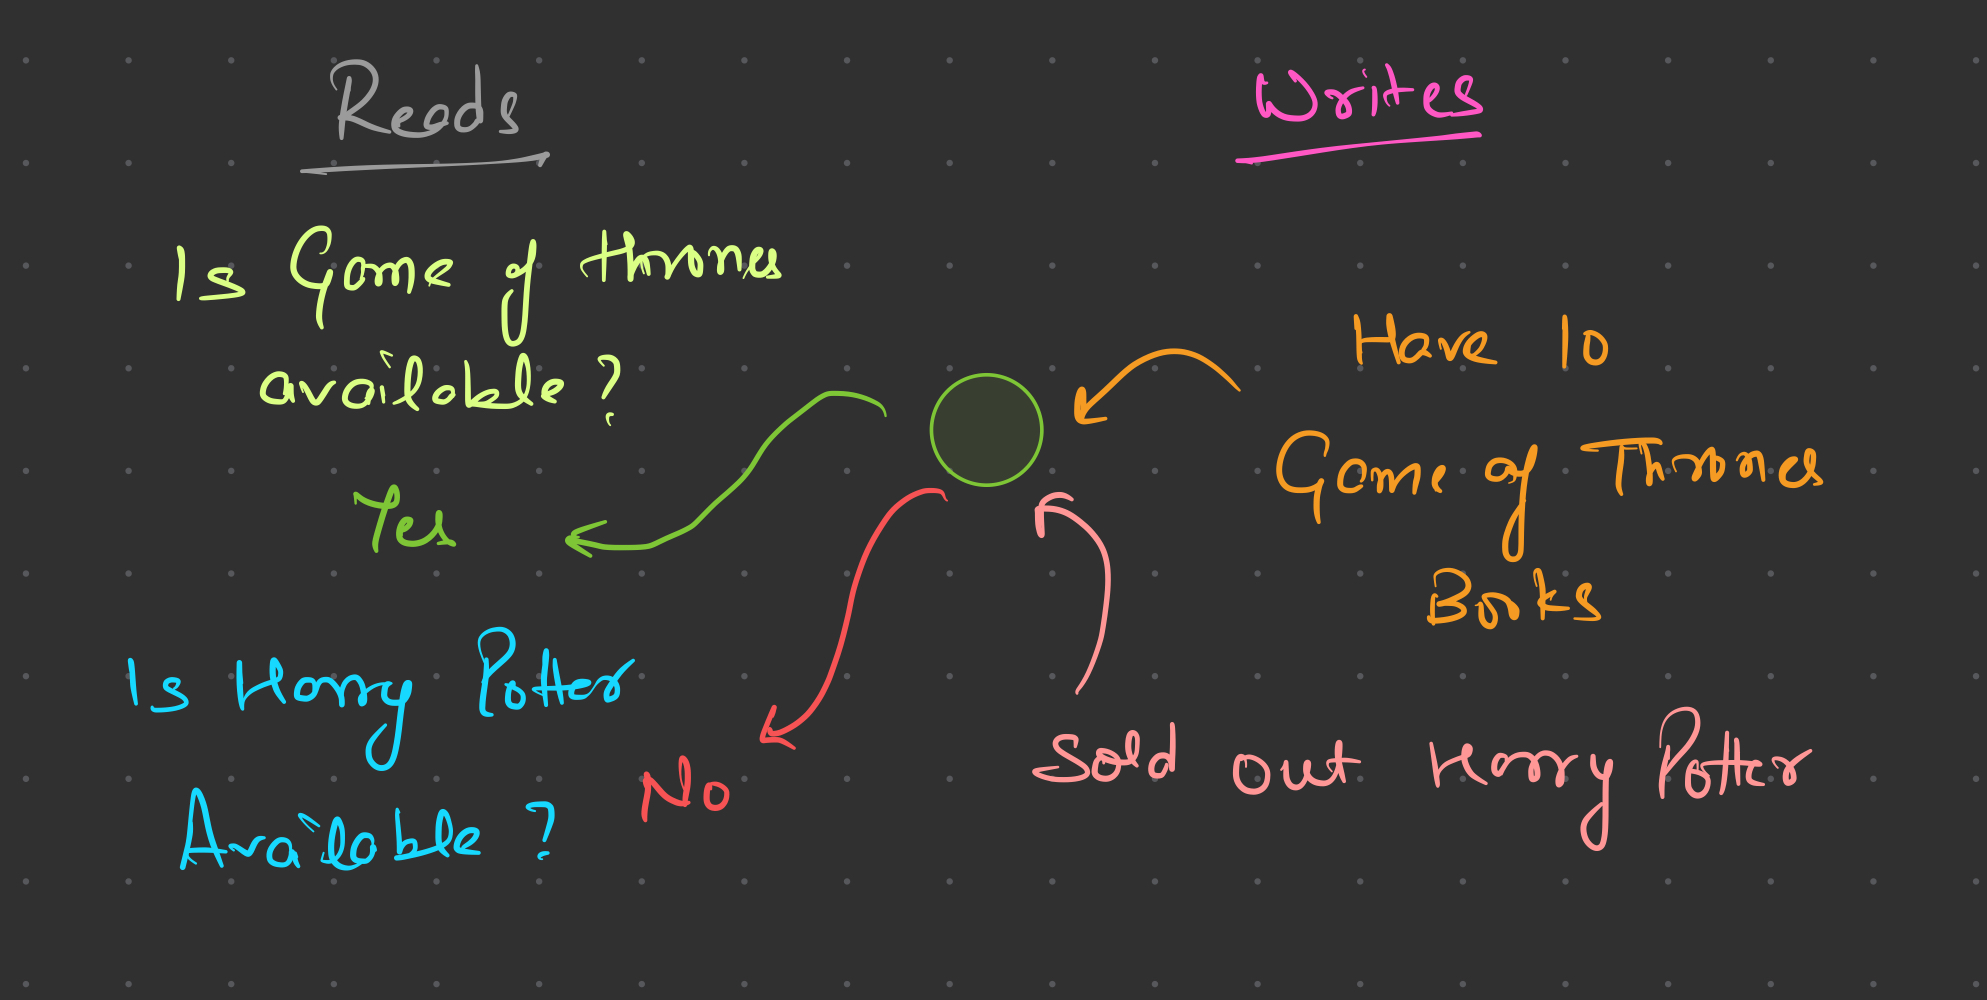 Reads
Writes
Is Game of thrones
available ?
Yes
Is Harry Potter
Available ?
No
Have 10
Game of Thrones
Books
Sold out Harry Potter